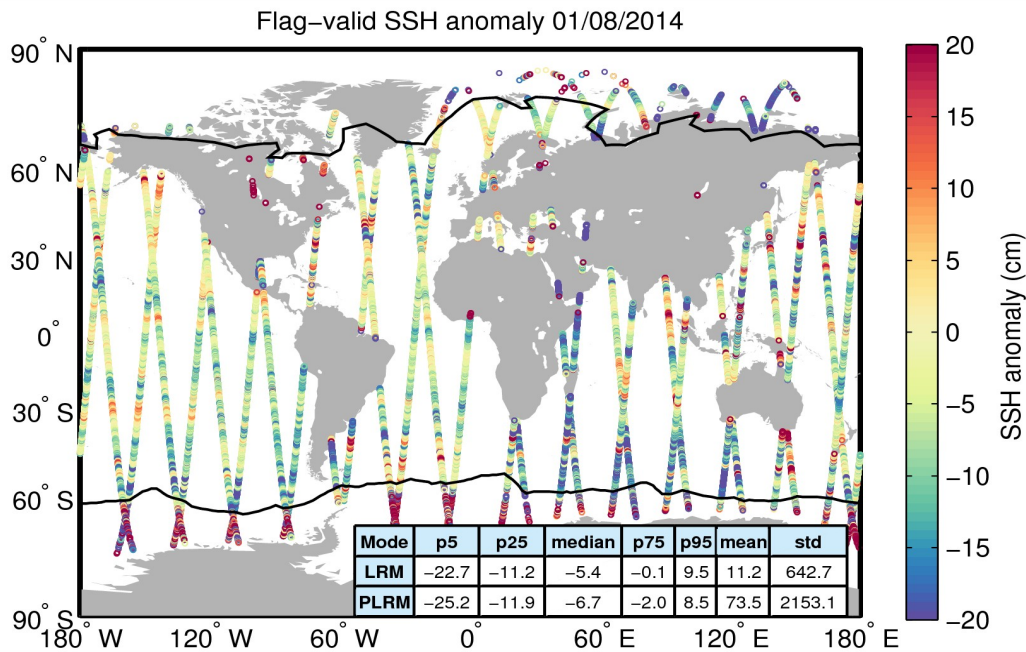 Flag−valid SSH anomaly 01/08/2014
90° N
60° N
30° N
0°
30° S
60° S
90° S
180° W
120° W
60° W
0°
60° E
120° E
180° E
Mode p5 p25 median p75 p95 mean std
LRM −22.7 −11.2 −5.4 −0.1 9.5 11.2 642.7
PLRM −25.2 −11.9 −6.7 −2.0 8.5 73.5 2153.1
20
15
10
5
0
−5
−10
−15
−20
SSH anomaly (cm)